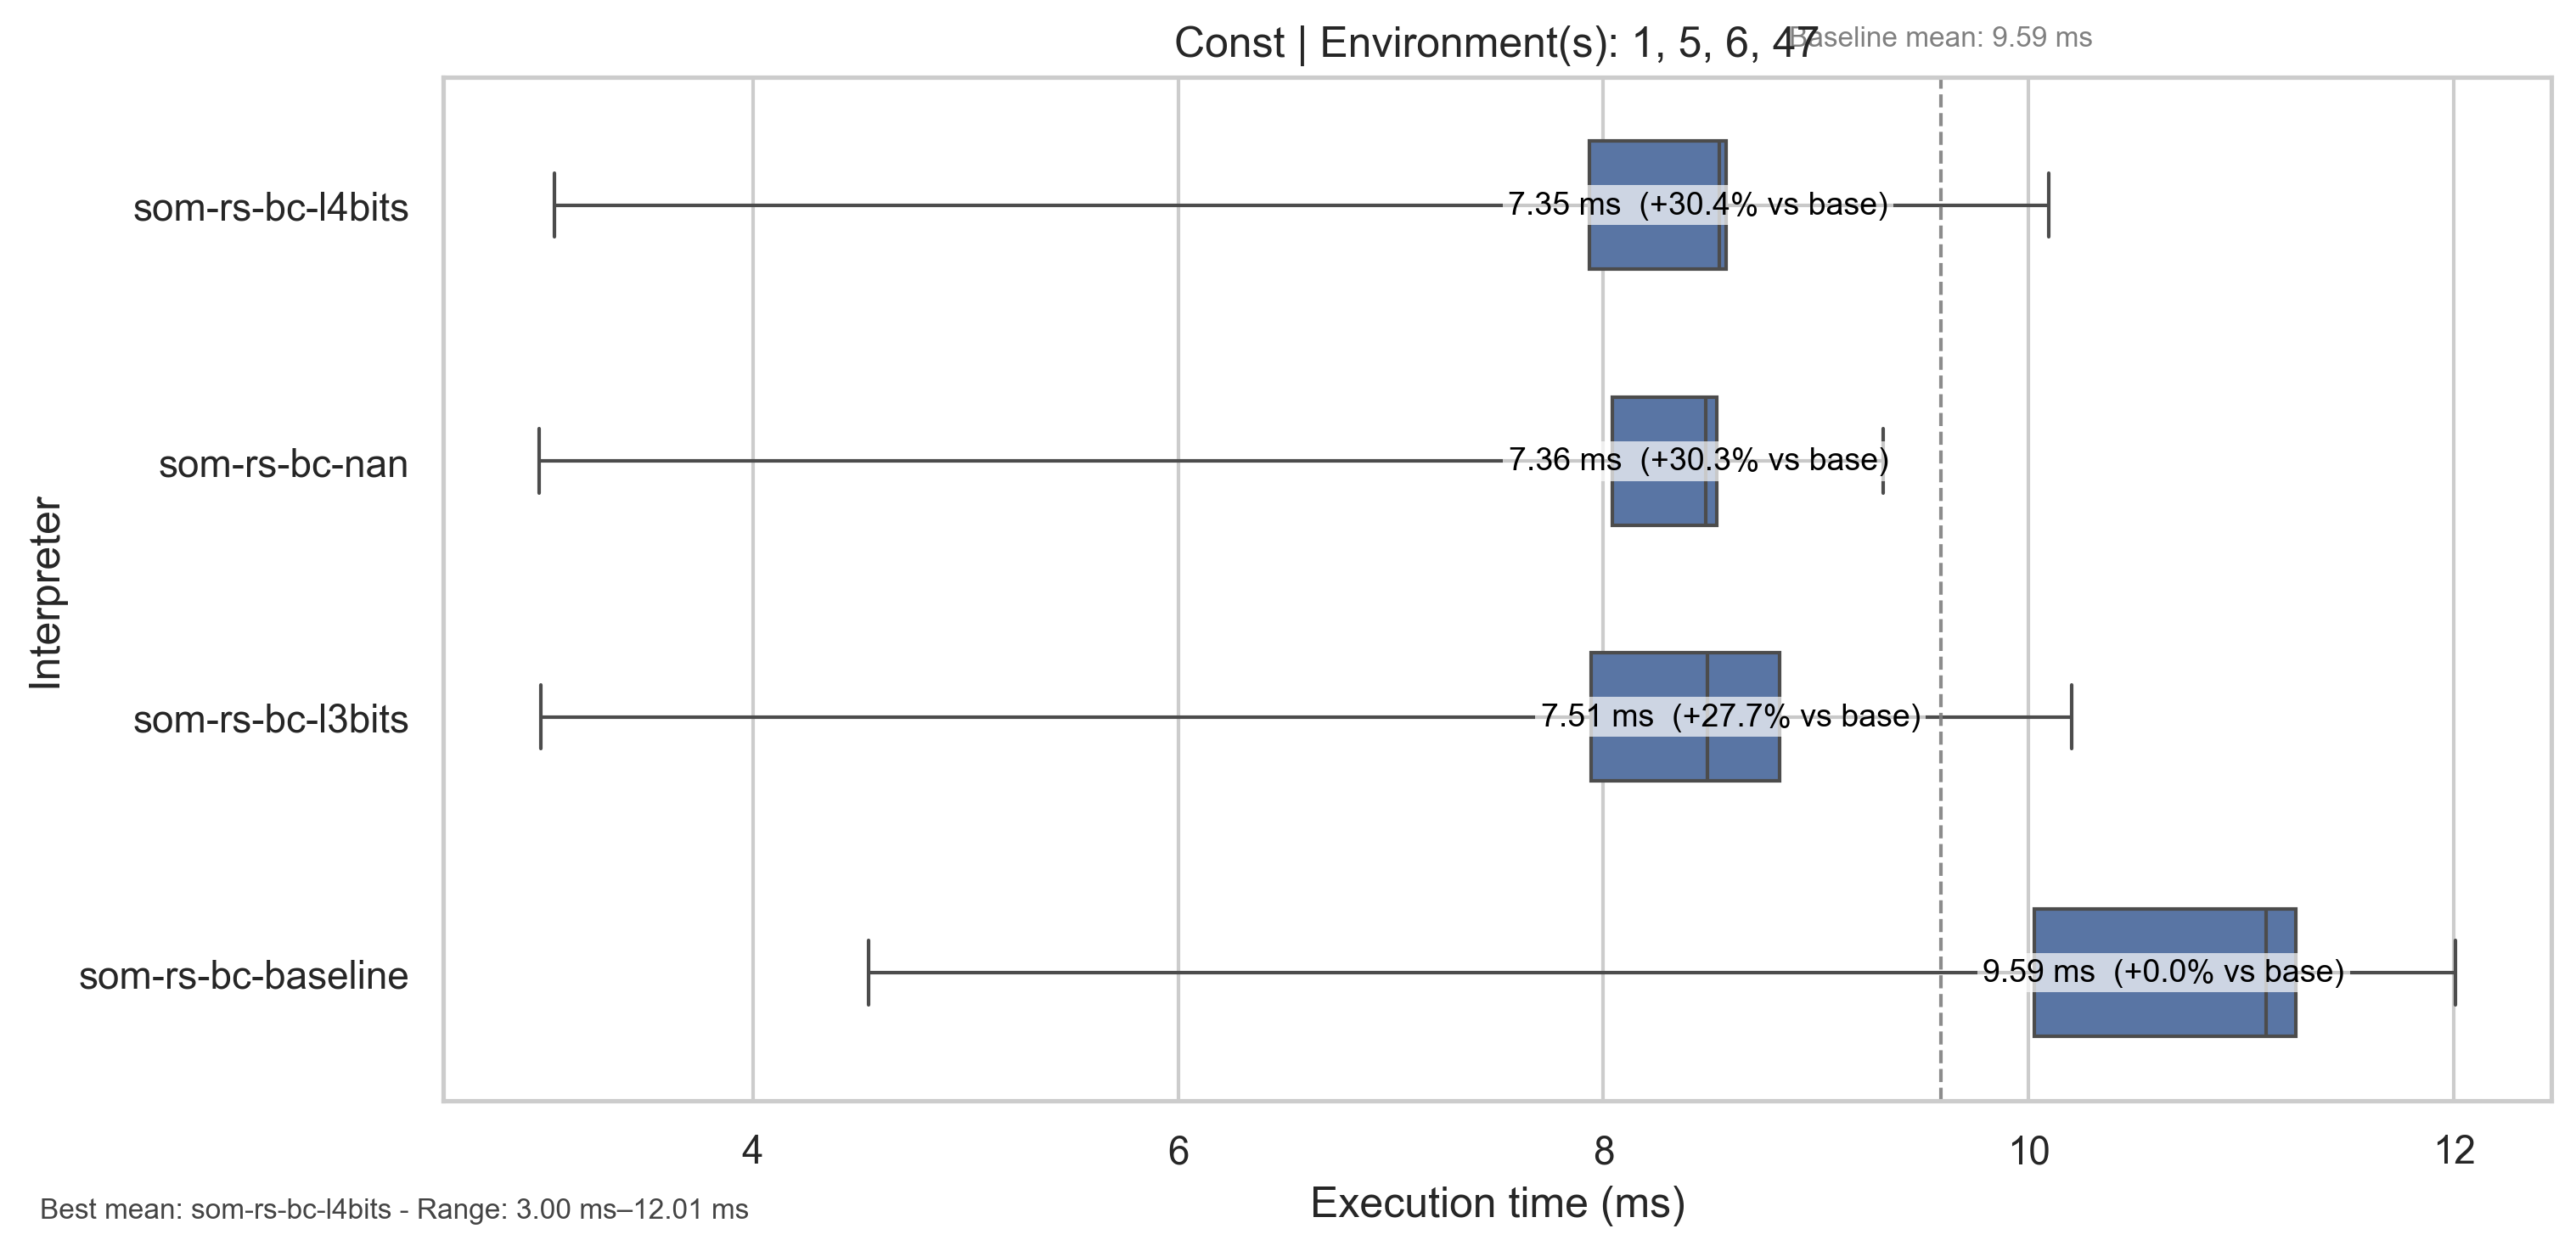 Const | Environment(s): 1, 5, 6, 47
Baseline mean: 9.59 ms
Interpreter
som-rs-bc-l4bits
7.35 ms (+30.4% vs base)
som-rs-bc-nan
7.36 ms (+30.3% vs base)
som-rs-bc-l3bits
7.51 ms (+27.7% vs base)
som-rs-bc-baseline
9.59 ms (+0.0% vs base)
4 6 8 10 12
Execution time (ms)
Best mean: som-rs-bc-l4bits - Range: 3.00 ms–12.01 ms